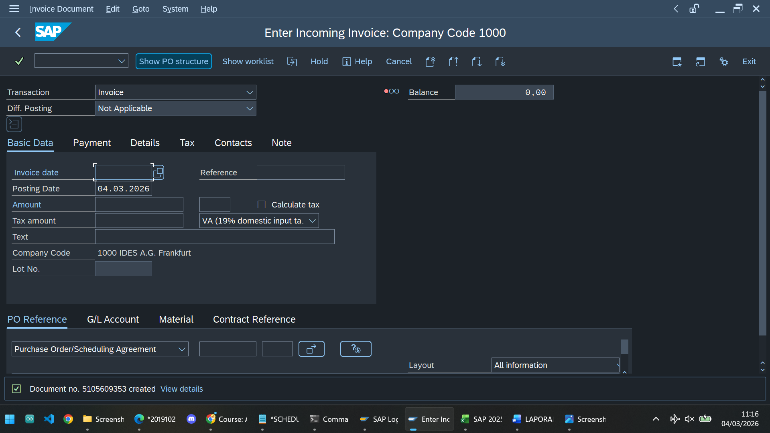 Invoice Document Edit Goto System Help
SAP Enter Incoming Invoice: Company Code 1000
Show PO structure Show worklist Hold Help Cancel Exit
Transaction Invoice Balance 0,00
Diff. Posting Not Applicable
Basic Data Payment Details Tax Contacts Note
Invoice date Reference
Posting Date 04.03.2026
Amount Calculate tax
Tax amount VA (19% domestic input ta..
Text
Company Code 1000 IDES A.G. Frankfurt
Lot No.
PO Reference G/L Account Material Contract Reference
Purchase Order/Scheduling Agreement
Layout All information
Document no. 5105609353 created View details
Screensh *2019102 Course: A *SCHEDU Comma SAP Log Enter Inc SAP 202 LAPORA Screensh 11:16
04/03/2026